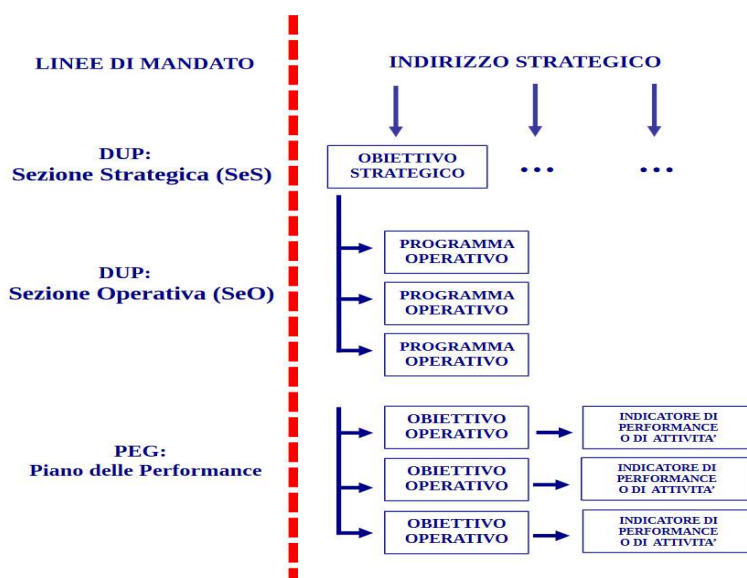 LINEE DI MANDATO
INDIRIZZO STRATEGICO
DUP:
Sezione Strategica (SeS)
OBIETTIVO
STRATEGICO
...
...
DUP:
Sezione Operativa (SeO)
PROGRAMMA
OPERATIVO
PROGRAMMA
OPERATIVO
PROGRAMMA
OPERATIVO
PEG:
Piano delle Performance
OBIETTIVO
OPERATIVO
INDICATORE DI
PERFORMANCE
O DI ATTIVITA'
OBIETTIVO
OPERATIVO
INDICATORE DI
PERFORMANCE
O DI ATTIVITA'
OBIETTIVO
OPERATIVO
INDICATORE DI
PERFORMANCE
O DI ATTIVITA'